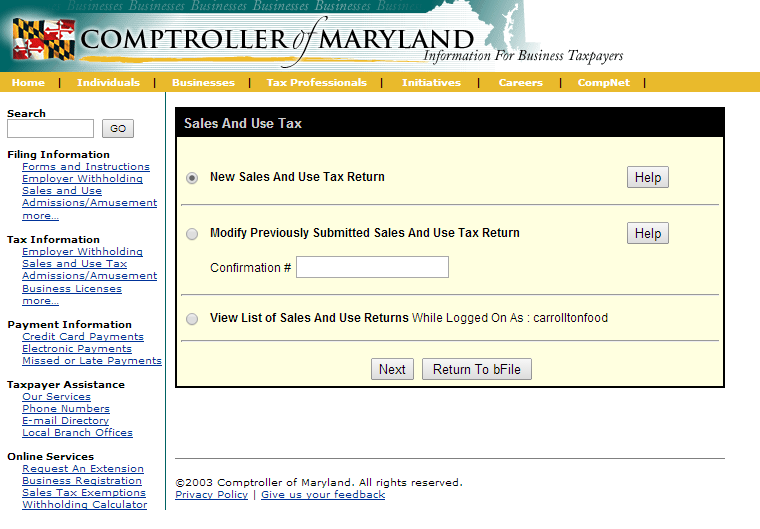 Businesses Businesses Businesses Businesses Businesses Businesses
COMPTROLLER of MARYLAND
Information For Business Taxpayers
Home | Individuals | Businesses | Tax Professionals | Initiatives | Careers | CompNet |
Search
GO
Filing Information
Forms and Instructions
Employer Withholding
Sales and Use
Admissions/Amusement
more...
Tax Information
Employer Withholding
Sales and Use Tax
Admissions/Amusement
Business Licenses
more...
Payment Information
Credit Card Payments
Electronic Payments
Missed or Late Payments
Taxpayer Assistance
Our Services
Phone Numbers
E-mail Directory
Local Branch Offices
Online Services
Request An Extension
Business Registration
Sales Tax Exemptions
Withholding Calculator
Sales And Use Tax
New Sales And Use Tax Return Help
Modify Previously Submitted Sales And Use Tax Return Help
Confirmation #
View List of Sales And Use Returns While Logged On As : carrolltonfood
Next Return To bFile
©2003 Comptroller of Maryland. All rights reserved.
Privacy Policy | Give us your feedback